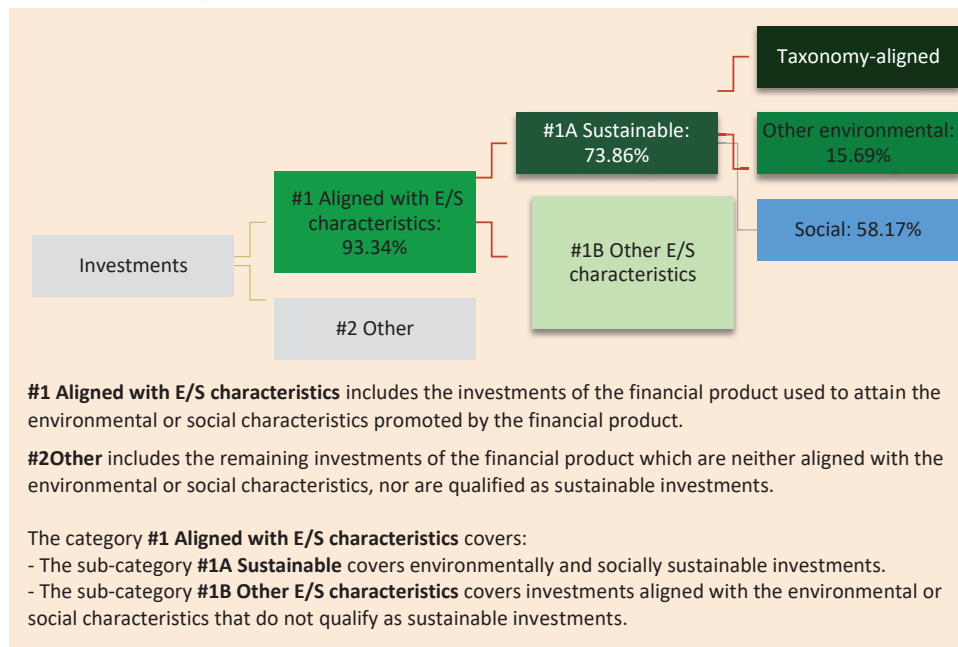 Taxonomy-aligned
#1A Sustainable:
73.86%
Other environmental:
15.69%
#1 Aligned with E/S
characteristics:
93.34%
Social: 58.17%
#1B Other E/S
characteristics
Investments
#2 Other
#1 Aligned with E/S characteristics includes the investments of the financial product used to attain the
environmental or social characteristics promoted by the financial product.
#2Other includes the remaining investments of the financial product which are neither aligned with the
environmental or social characteristics, nor are qualified as sustainable investments.
The category #1 Aligned with E/S characteristics covers:
- The sub-category #1A Sustainable covers environmentally and socially sustainable investments.
- The sub-category #1B Other E/S characteristics covers investments aligned with the environmental or
social characteristics that do not qualify as sustainable investments.